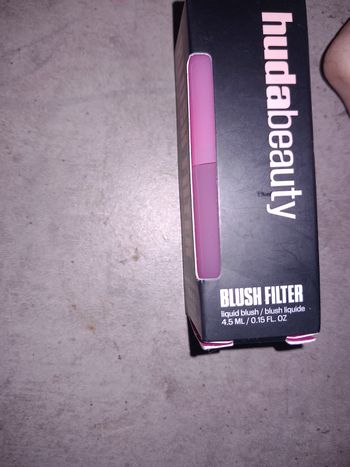 hudabeauty
BLUSH FILTER
liquid blush / blush liquide
4.5 ML / 0.15 FL. OZ